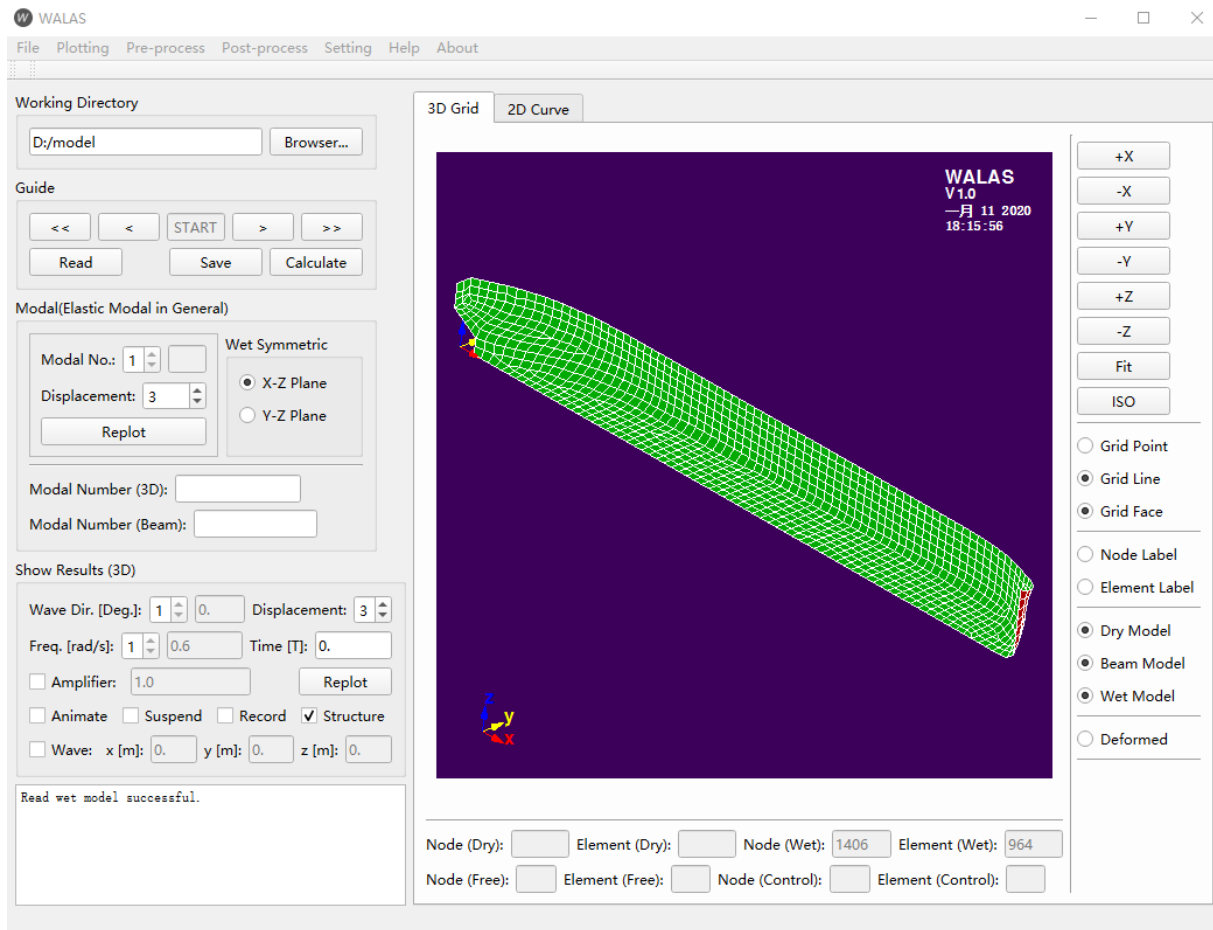 WALAS
File Plotting Pre-process Post-process Setting Help About
Working Directory
D:/model Browser...
Guide
<< < START > >>
Read Save Calculate
Modal(Elastic Modal in General)
Modal No.: 1
Displacement: 3
Replot
Wet Symmetric
X-Z Plane
Y-Z Plane
Modal Number (3D):
Modal Number (Beam):
Show Results (3D)
Wave Dir. [Deg.]: 1 0. Displacement: 3
Freq. [rad/s]: 1 0.6 Time [T]: 0.
Amplifier: 1.0 Replot
Animate Suspend Record Structure
Wave: x [m]: 0. y [m]: 0. z [m]: 0.
Read wet model successful.
3D Grid 2D Curve
WALAS
V 1.0
一月 11 2020
18:15:56
z
y
x
+X
-X
+Y
-Y
+Z
-Z
Fit
ISO
Grid Point
Grid Line
Grid Face
Node Label
Element Label
Dry Model
Beam Model
Wet Model
Deformed
Node (Dry): Element (Dry): Node (Wet): 1406 Element (Wet): 964
Node (Free): Element (Free): Node (Control): Element (Control):